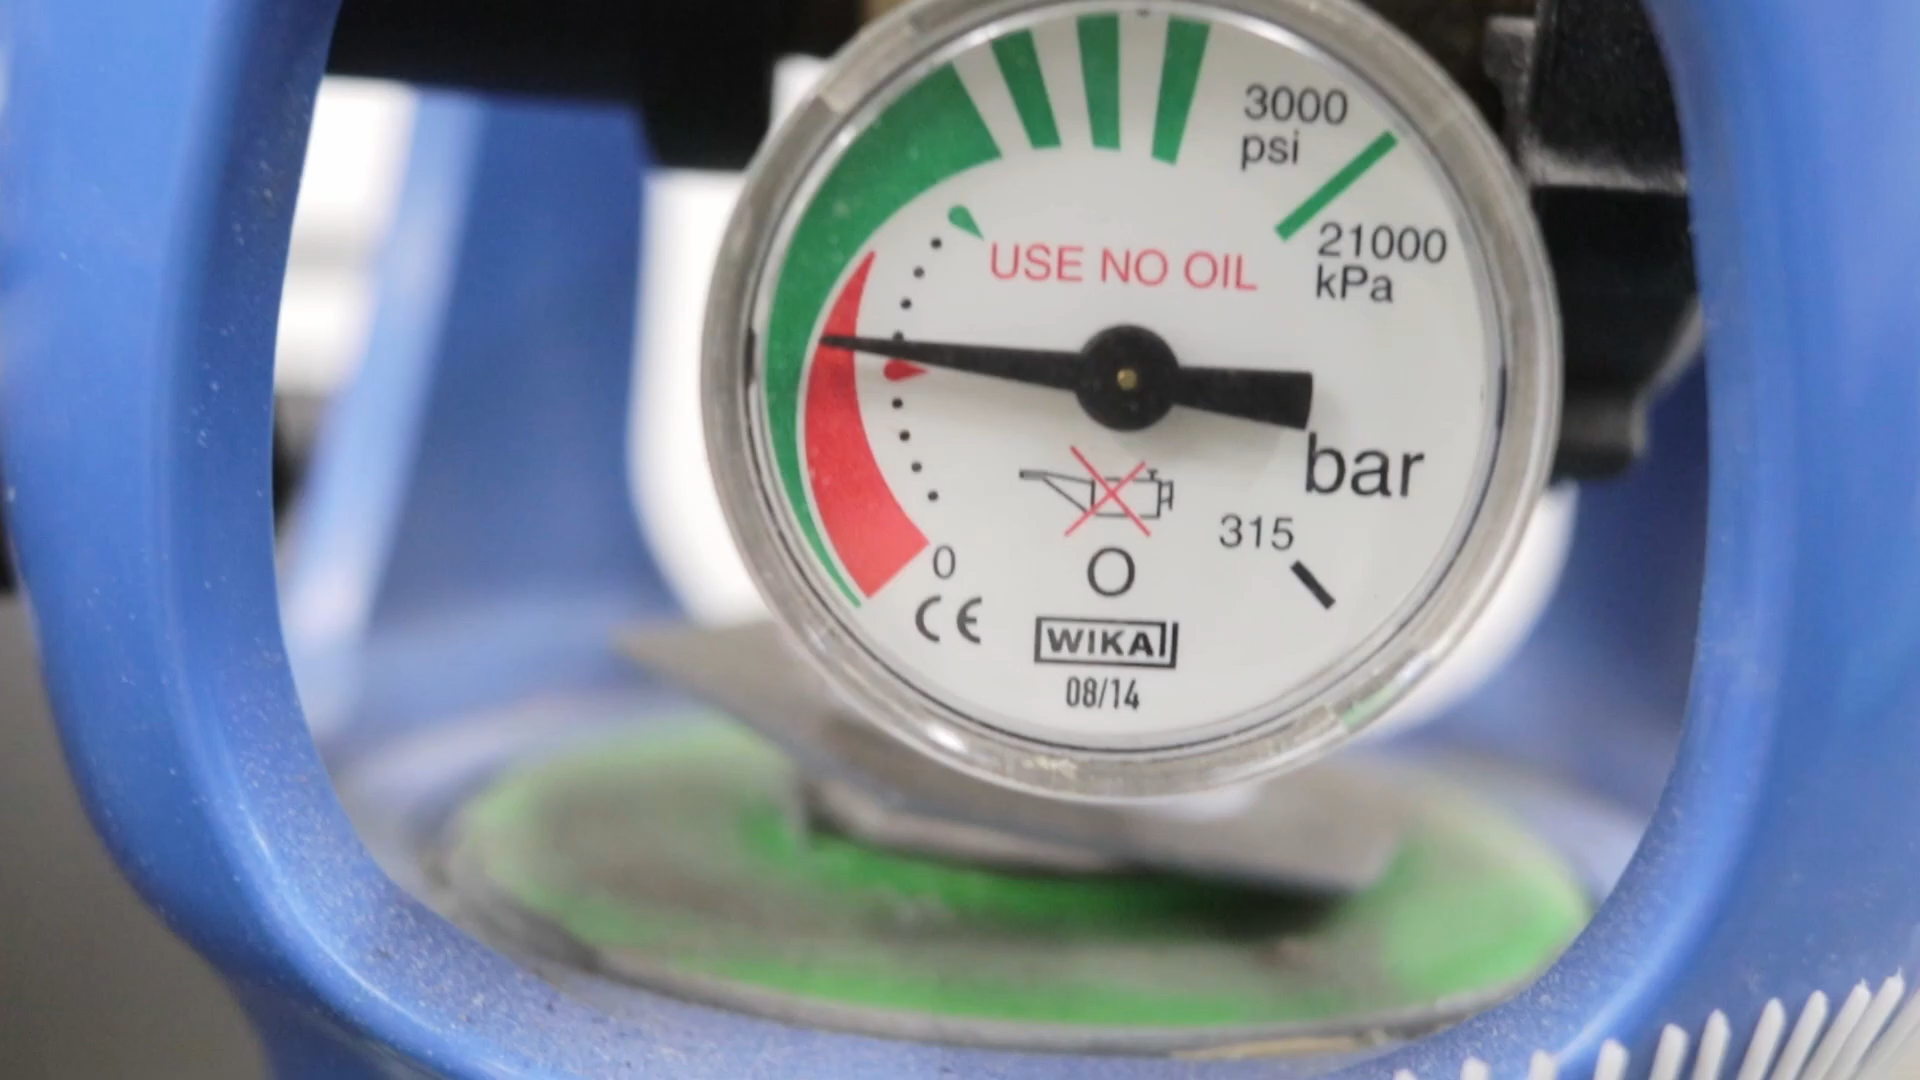 3000
psi
21000
kPa
USE NO OIL
bar
315
0
O
CE
WIKA
08/14